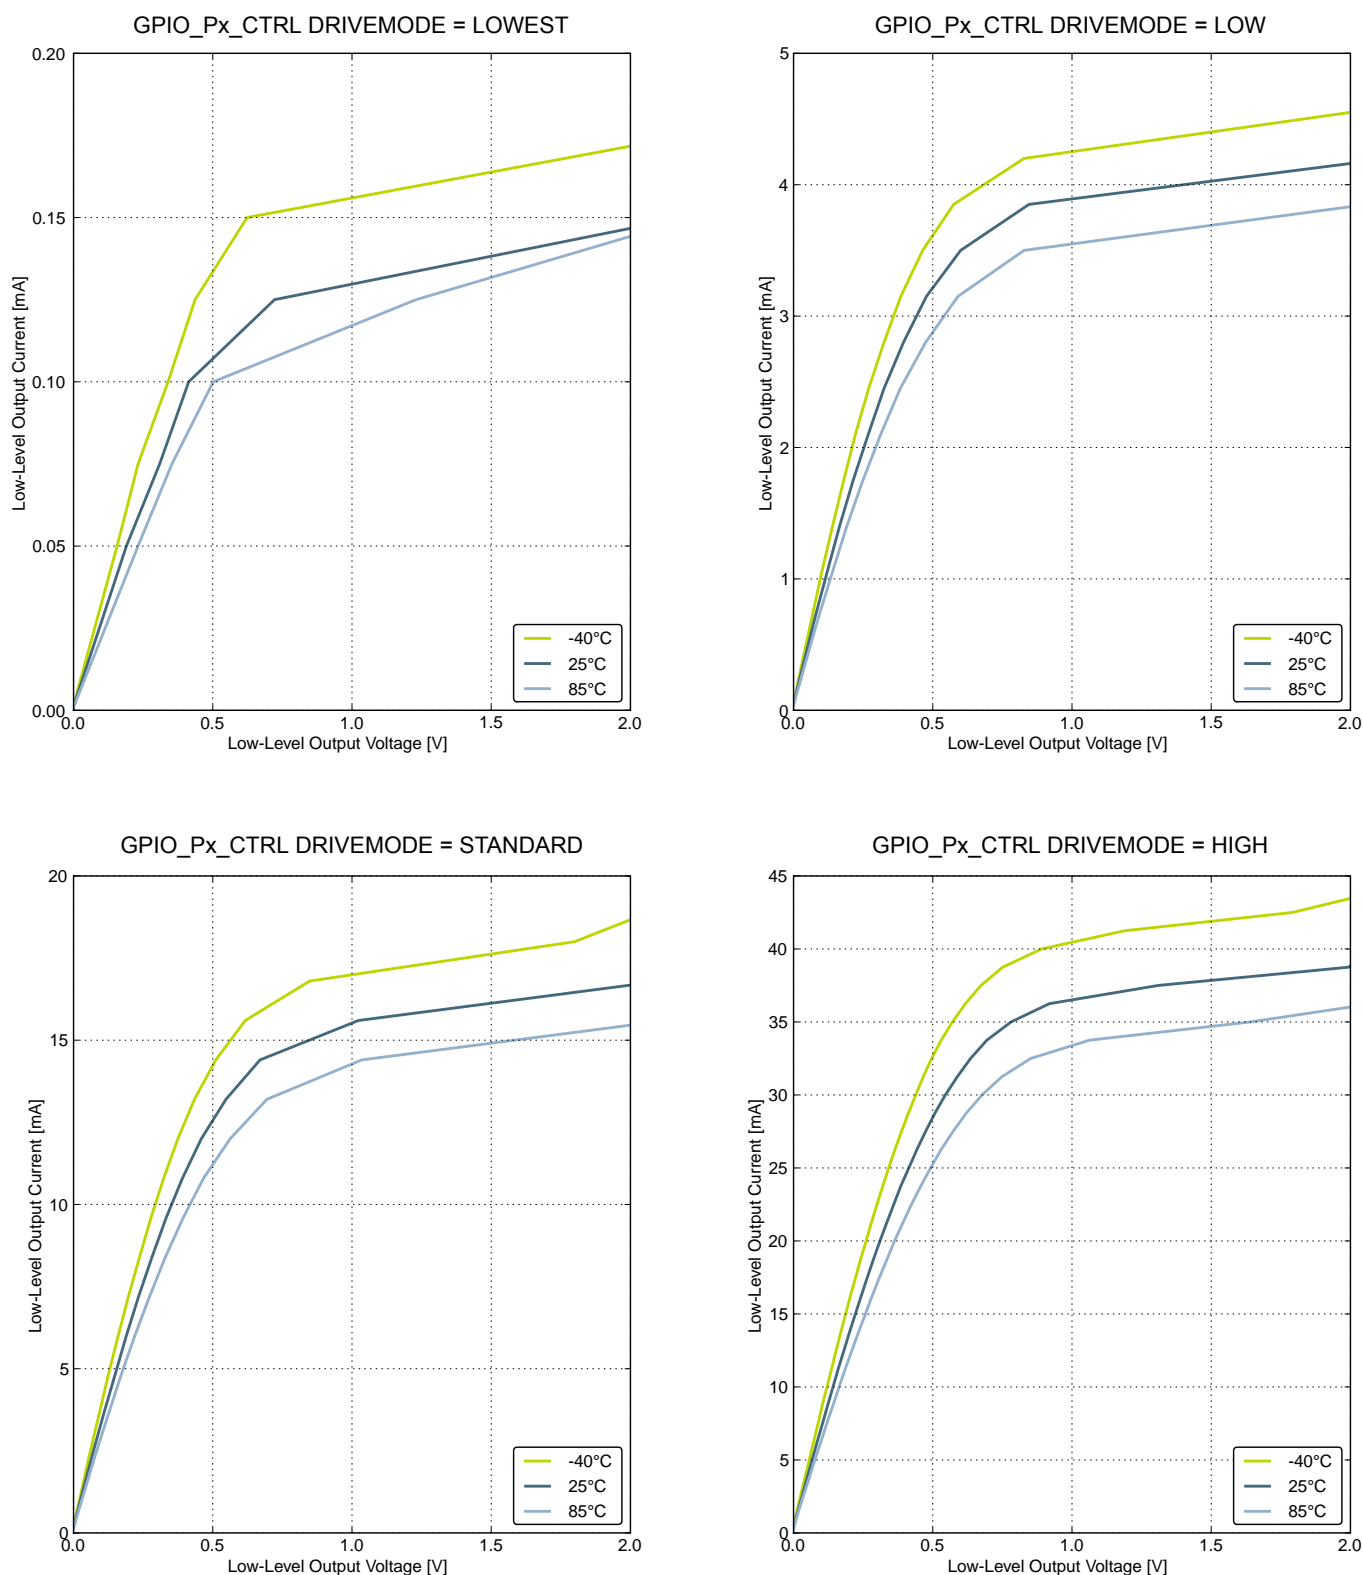 GPIO_Px_CTRL DRIVEMODE = LOWEST
0.20
0.15
0.10
0.05
0.00
Low-Level Output Current [mA]
-40°C
25°C
85°C
0.0 0.5 1.0 1.5 2.0
Low-Level Output Voltage [V]
GPIO_Px_CTRL DRIVEMODE = LOW
5
4
3
2
1
0
Low-Level Output Current [mA]
-40°C
25°C
85°C
0.0 0.5 1.0 1.5 2.0
Low-Level Output Voltage [V]
GPIO_Px_CTRL DRIVEMODE = STANDARD
20
15
10
5
0
Low-Level Output Current [mA]
-40°C
25°C
85°C
0.0 0.5 1.0 1.5 2.0
Low-Level Output Voltage [V]
GPIO_Px_CTRL DRIVEMODE = HIGH
45
40
35
30
25
20
15
10
5
0
Low-Level Output Current [mA]
-40°C
25°C
85°C
0.0 0.5 1.0 1.5 2.0
Low-Level Output Voltage [V]